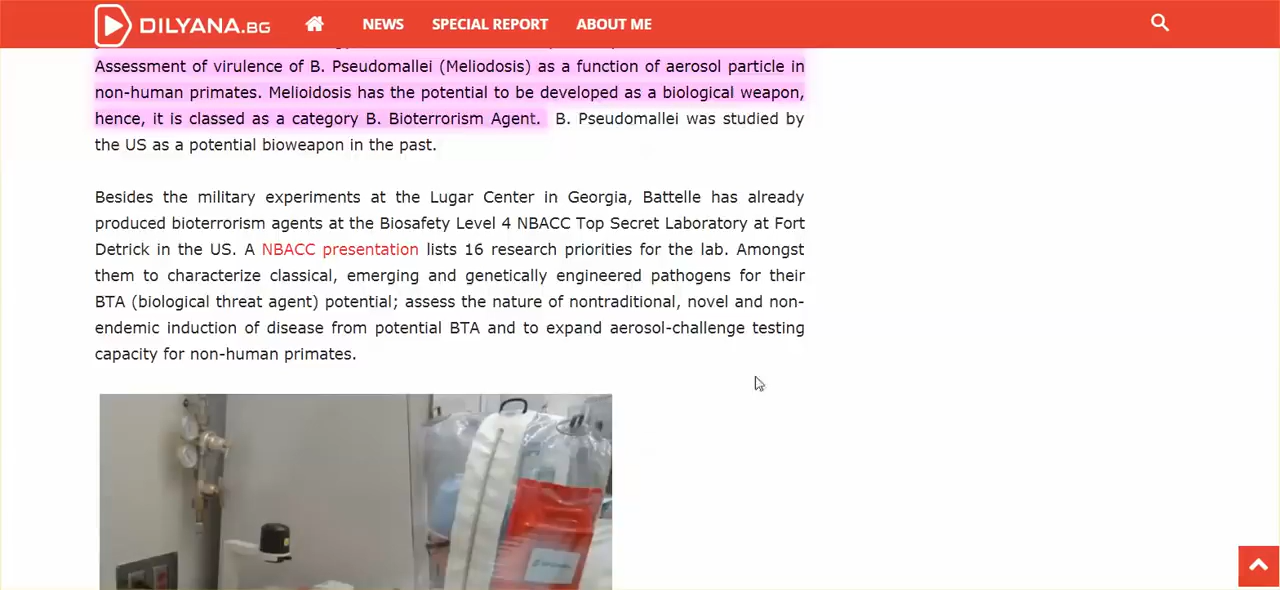 DILYANA.BG
NEWS
SPECIAL REPORT
ABOUT ME
Assessment of virulence of B. Pseudomallei (Meliodosis) as a function of aerosol particle in
non-human primates. Melioidosis has the potential to be developed as a biological weapon,
hence, it is classed as a category B. Bioterrorism Agent. B. Pseudomallei was studied by
the US as a potential bioweapon in the past.
Besides the military experiments at the Lugar Center in Georgia, Battelle has already
produced bioterrorism agents at the Biosafety Level 4 NBACC Top Secret Laboratory at Fort
Detrick in the US. A NBACC presentation lists 16 research priorities for the lab. Amongst
them to characterize classical, emerging and genetically engineered pathogens for their
BTA (biological threat agent) potential; assess the nature of nontraditional, novel and non-
endemic induction of disease from potential BTA and to expand aerosol-challenge testing
capacity for non-human primates.